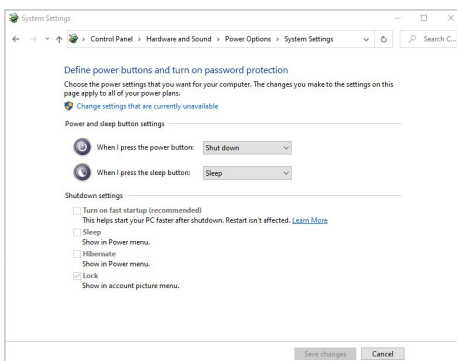 System Settings
Control Panel > Hardware and Sound > Power Options > System Settings
Search C...
Define power buttons and turn on password protection
Choose the power settings that you want for your computer. The changes you make to the settings on this
page apply to all of your power plans.
Change settings that are currently unavailable
Power and sleep button settings
When I press the power button: Shut down
When I press the sleep button: Sleep
Shutdown settings
Turn on fast startup (recommended)
This helps start your PC faster after shutdown. Restart isn't affected. Learn More
Sleep
Show in Power menu.
Hibernate
Show in Power menu.
Lock
Show in account picture menu.
Save changes Cancel